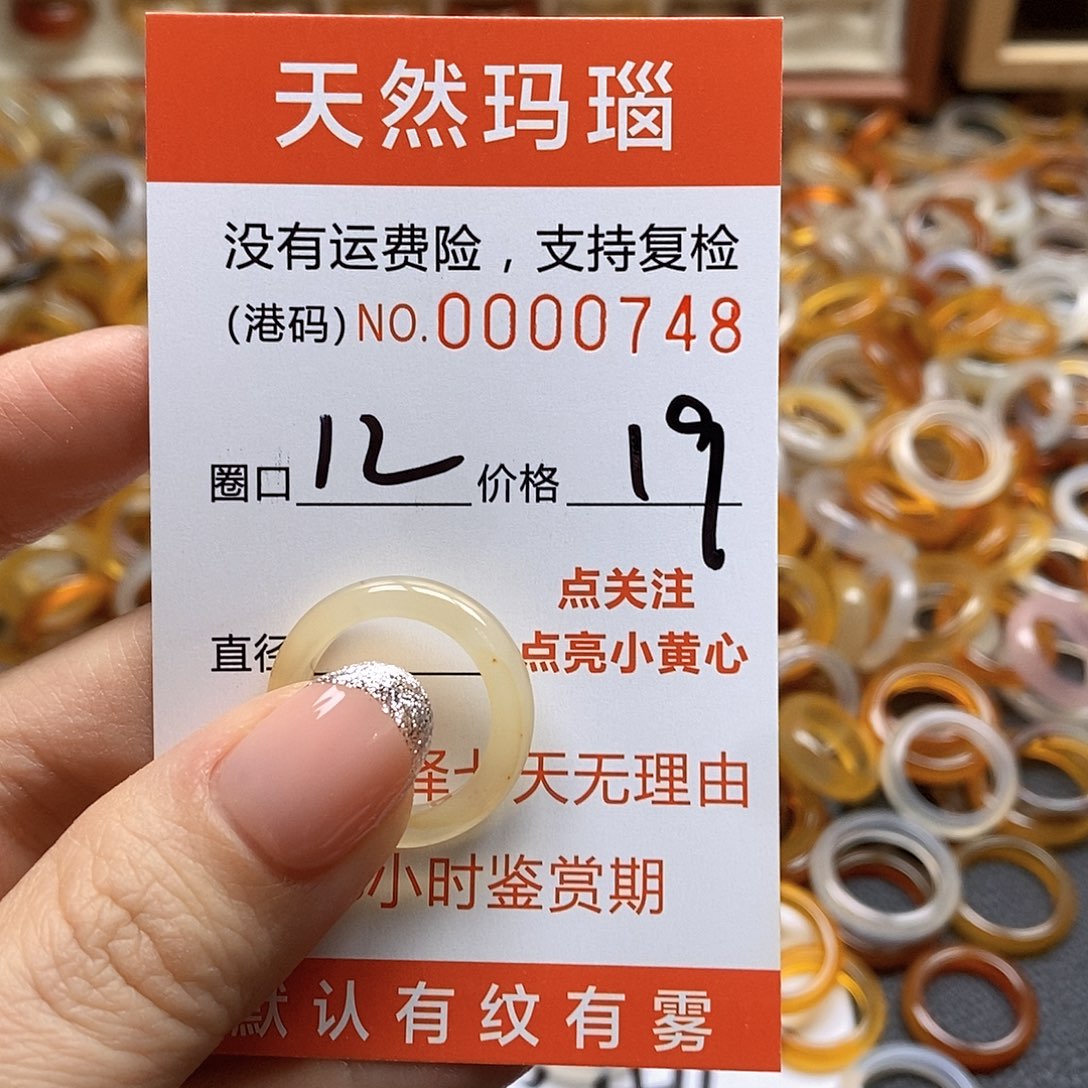 天然玛瑙
没有运费险，支持复检
(港码) NO.0000748
圈口 12 价格 19
点关注
直径 点亮小黄心
天无理由
小时鉴赏期
默认有纹有雾